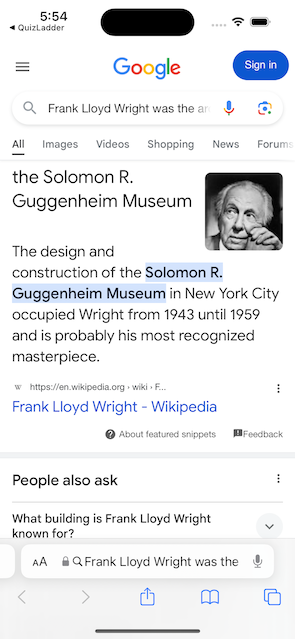 5:54
◀ QuizLadder
Google
Sign in
Frank Lloyd Wright was the
All Images Videos Shopping News Forums
the Solomon R.
Guggenheim Museum
The design and
construction of the Solomon R.
Guggenheim Museum in New York City
occupied Wright from 1943 until 1959
and is probably his most recognized
masterpiece.
W https://en.wikipedia.org › wiki › F...
Frank Lloyd Wright - Wikipedia
About featured snippets Feedback
People also ask
What building is Frank Lloyd Wright
known for?
AA Frank Lloyd Wright was the